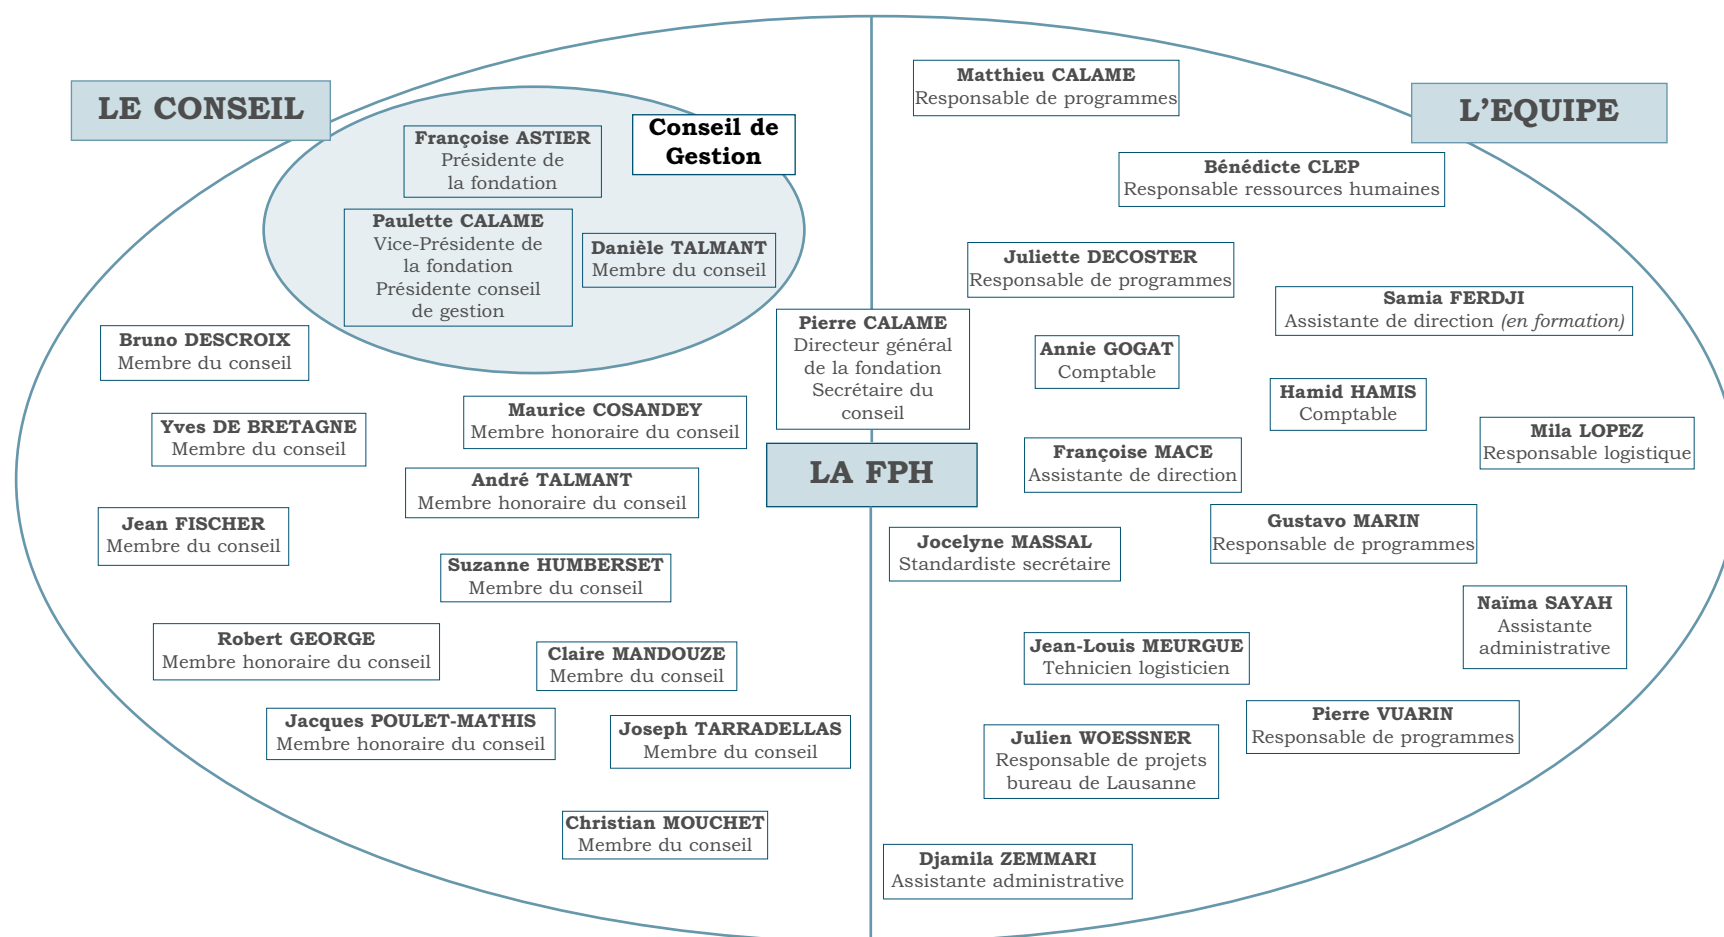 LE CONSEIL
Conseil de
Gestion
Françoise ASTIER
Présidente de
la fondation
Paulette CALAME
Vice-Présidente de
la fondation
Présidente conseil
de gestion
Danièle TALMANT
Membre du conseil
Bruno DESCROIX
Membre du conseil
Yves DE BRETAGNE
Membre du conseil
Maurice COSANDEY
Membre honoraire du conseil
André TALMANT
Membre honoraire du conseil
Jean FISCHER
Membre du conseil
Suzanne HUMBERSET
Membre du conseil
Robert GEORGE
Membre honoraire du conseil
Claire MANDOUZE
Membre du conseil
Jacques POULET-MATHIS
Membre honoraire du conseil
Joseph TARRADELLAS
Membre du conseil
Christian MOUCHET
Membre du conseil
Pierre CALAME
Directeur général
de la fondation
Secrétaire du
conseil
LA FPH
L’EQUIPE
Matthieu CALAME
Responsable de programmes
Bénédicte CLEP
Responsable ressources humaines
Juliette DECOSTER
Responsable de programmes
Samia FERDJI
Assistante de direction (en formation)
Annie GOGAT
Comptable
Hamid HAMIS
Comptable
Mila LOPEZ
Responsable logistique
Françoise MACE
Assistante de direction
Gustavo MARIN
Responsable de programmes
Jocelyne MASSAL
Standardiste secrétaire
Naïma SAYAH
Assistante
administrative
Jean-Louis MEURGUE
Tehnicien logisticien
Pierre VUARIN
Responsable de programmes
Julien WOESSNER
Responsable de projets
bureau de Lausanne
Djamila ZEMMARI
Assistante administrative